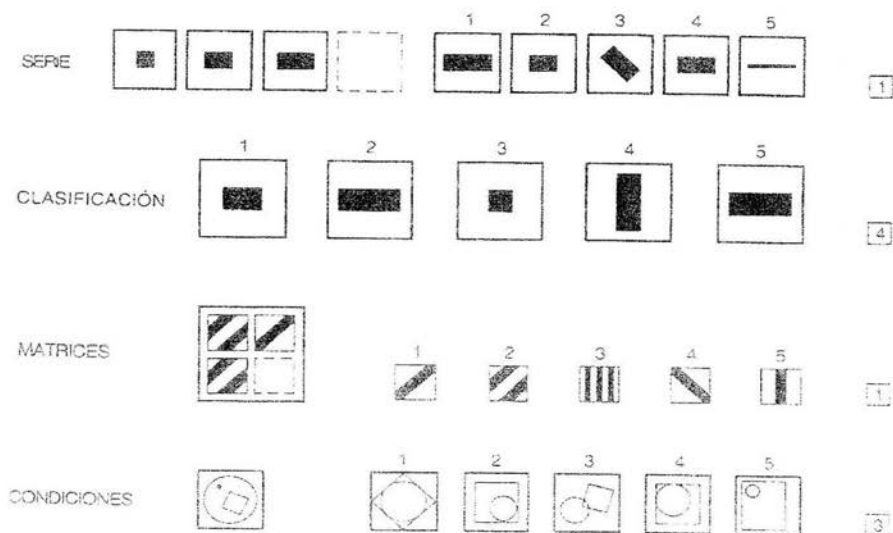 1 2 3 4 5
SERIE
1
1 2 3 4 5
CLASIFICACIÓN
4
MATRICES
1 2 3 4 5
1
1 2 3 4 5
CONDICIONES
3